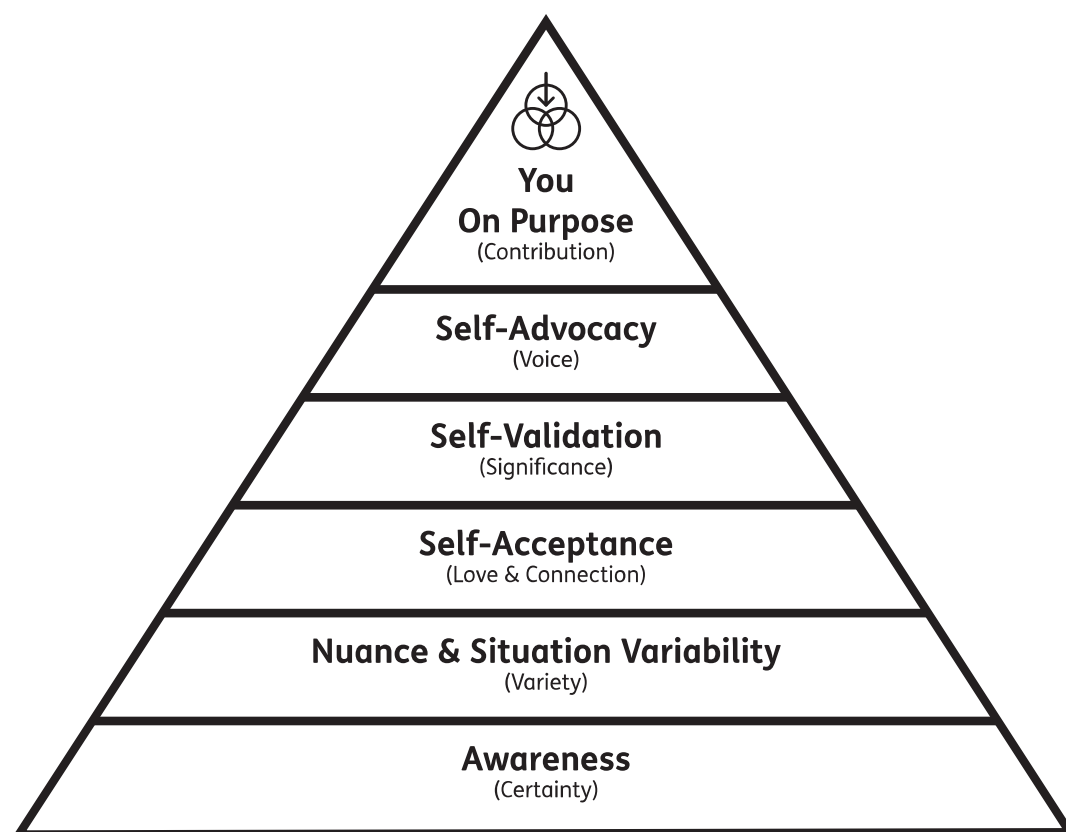 You
On Purpose
(Contribution)
Self-Advocacy
(Voice)
Self-Validation
(Significance)
Self-Acceptance
(Love & Connection)
Nuance & Situation Variability
(Variety)
Awareness
(Certainty)